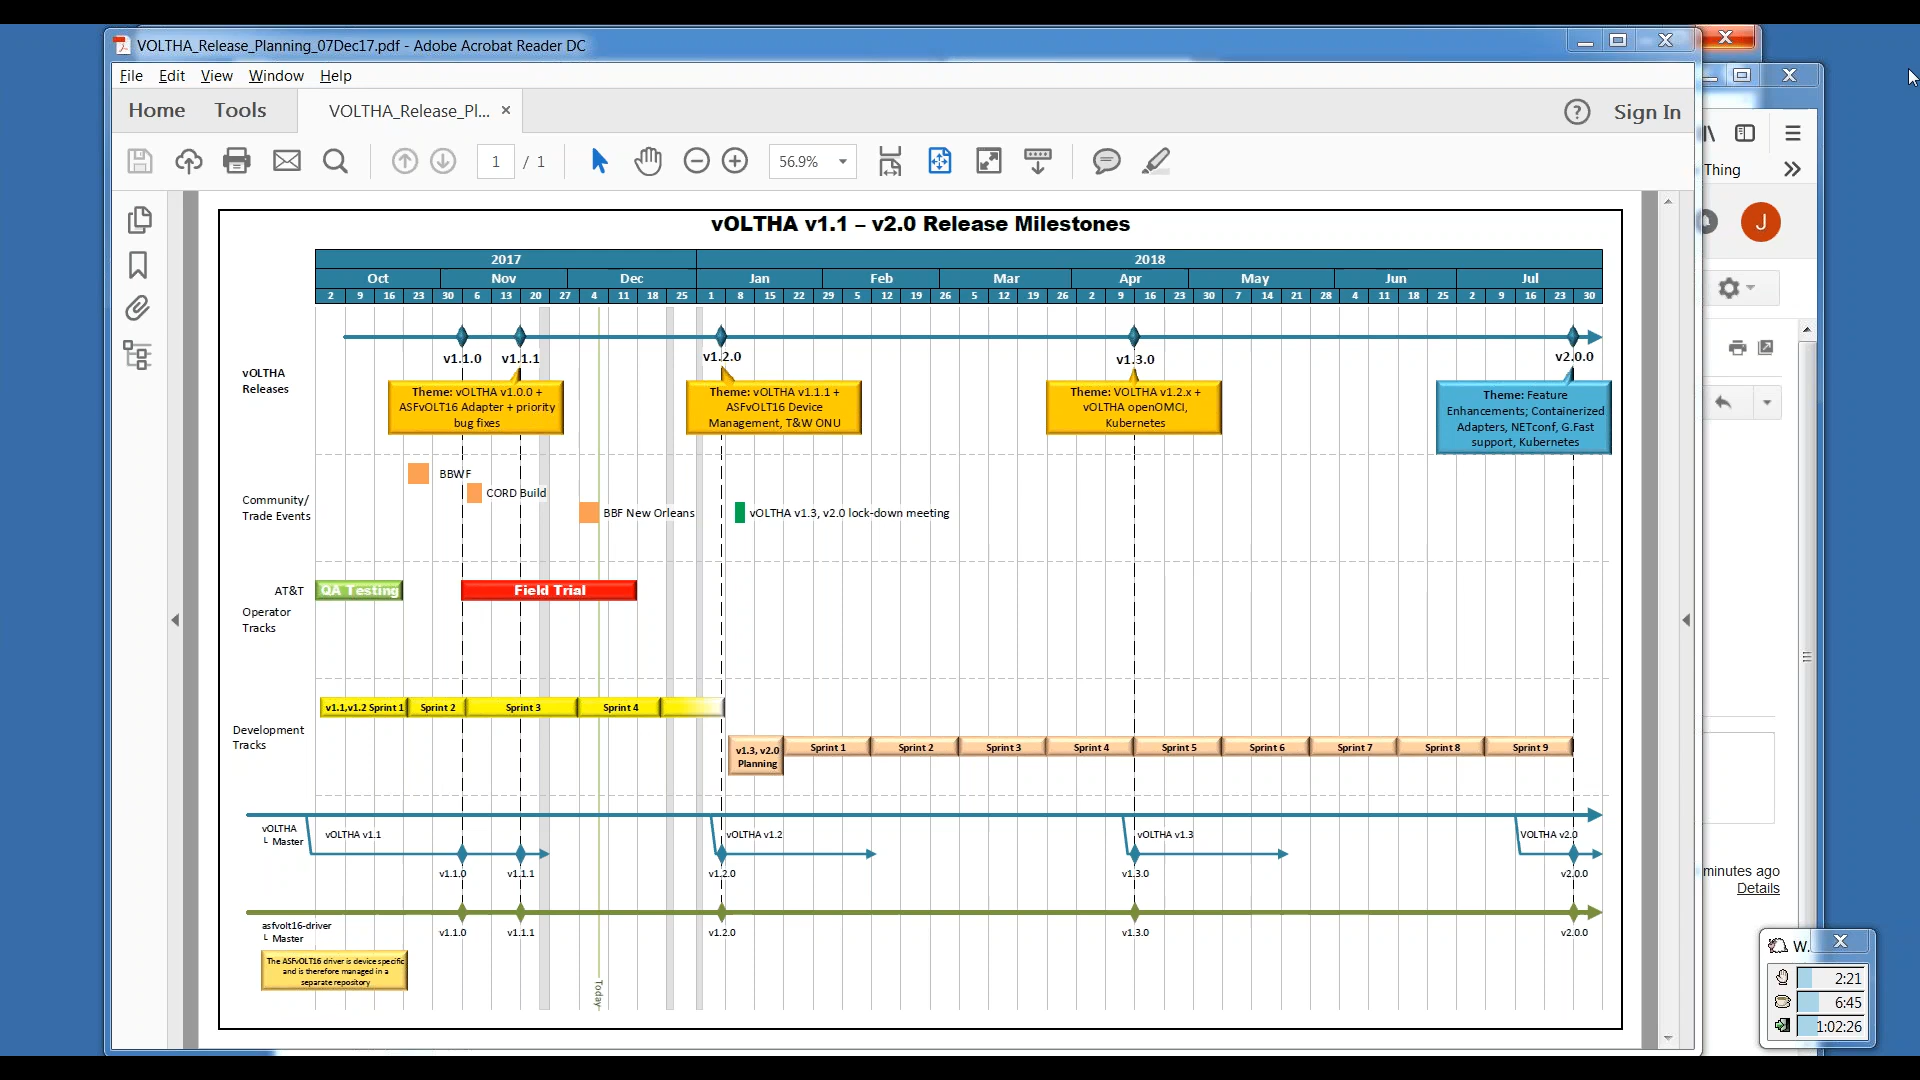 VOLTHA_Release_Planning_07Dec17.pdf - Adobe Acrobat Reader DC
File Edit View Window Help
Home Tools VOLTHA_Release_Pl... × ? Sign In
1 / 1 56.9%
Thing
J
vOLTHA v1.1 – v2.0 Release Milestones
2017 2018
Oct Nov Dec Jan Feb Mar Apr May Jun Jul
2 9 16 23 30 6 13 20 27 4 11 18 25 1 8 15 22 29 5 12 19 26 5 12 19 26 2 9 16 23 30 7 14 21 28 4 11 18 25 2 9 16 23 30
v1.1.0 v1.1.1 v1.2.0 v1.3.0 v2.0.0
vOLTHA
Releases
Theme: vOLTHA v1.0.0 +
ASFvOLT16 Adapter + priority
bug fixes
Theme: vOLTHA v1.1.1 +
ASFvOLT16 Device
Management, T&W ONU
Theme: VOLTHA v1.2.x +
vOLTHA openOMCI,
Kubernetes
Theme: Feature
Enhancements; Containerized
Adapters, NETconf, G.Fast
support, Kubernetes
Community/
Trade Events
BBWF
CORD Build
BBF New Orleans
vOLTHA v1.3, v2.0 lock-down meeting
AT&T QA Testing Field Trial
Operator
Tracks
v1.1,v1.2 Sprint 1 Sprint 2 Sprint 3 Sprint 4
Development
Tracks
v1.3, v2.0
Planning
Sprint 1 Sprint 2 Sprint 3 Sprint 4 Sprint 5 Sprint 6 Sprint 7 Sprint 8 Sprint 9
vOLTHA
└ Master
vOLTHA v1.1 vOLTHA v1.2 vOLTHA v1.3 VOLTHA v2.0
v1.1.0 v1.1.1 v1.2.0 v1.3.0 v2.0.0
asfvolt16-driver
└ Master
v1.1.0 v1.1.1 v1.2.0 v1.3.0 v2.0.0
The ASFvOLT16 driver is device specific
and is therefore managed in a
separate repository
Today
minutes ago
Details
W.
2:21
6:45
1:02:26